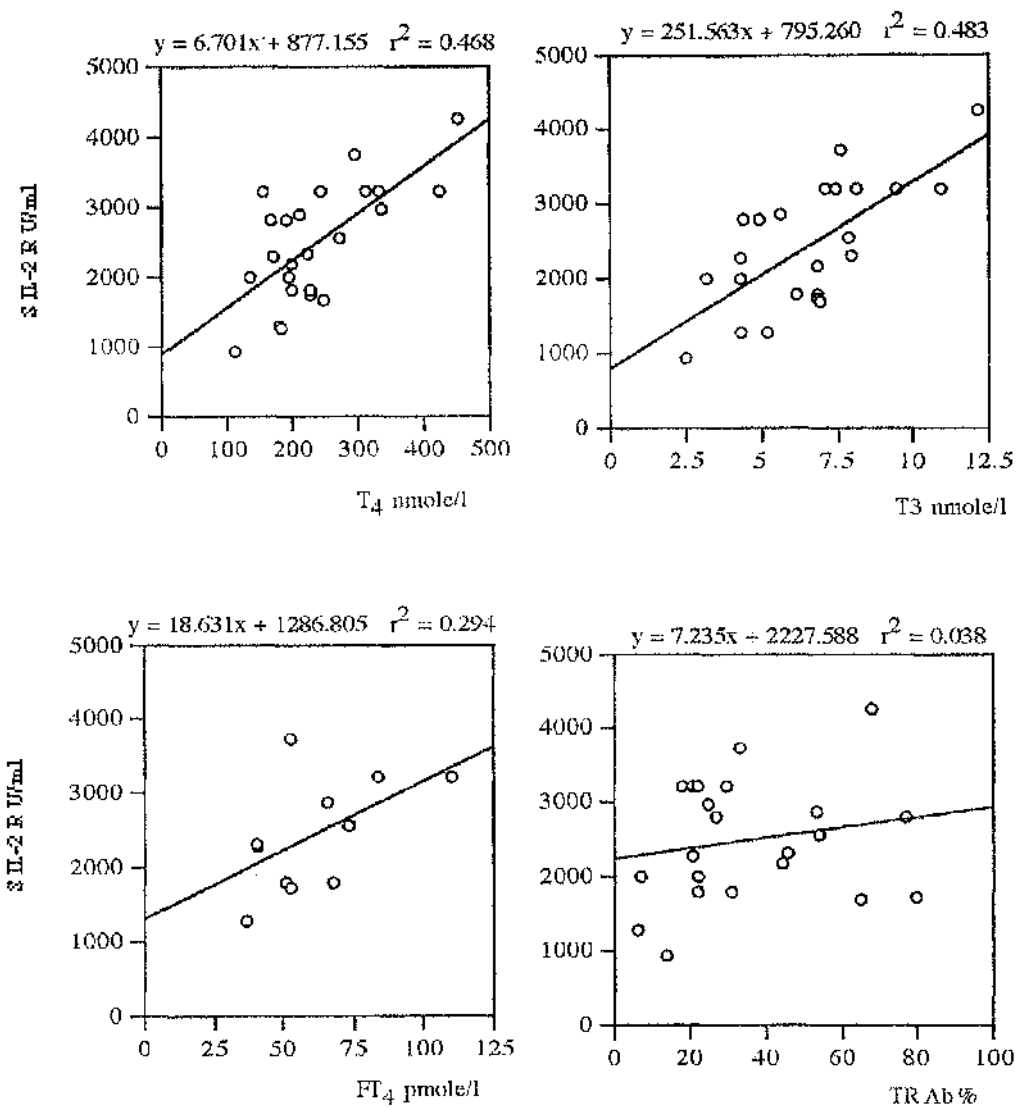 y = 6.701x + 877.155 r² = 0.468
5000
4000
3000
2000
1000
0
S IL-2 R U/ml
0 100 200 300 400 500
T₄ nmole/l
y = 251.563x + 795.260 r² = 0.483
5000
4000
3000
2000
1000
0
0 2.5 5 7.5 10 12.5
T3 nmole/l
y = 18.631x + 1286.805 r² = 0.294
5000
4000
3000
2000
1000
0
S IL-2 R U/ml
0 25 50 75 100 125
FT₄ pmole/l
y = 7.235x + 2227.588 r² = 0.038
5000
4000
3000
2000
1000
0
0 20 40 60 80 100
TR Ab %